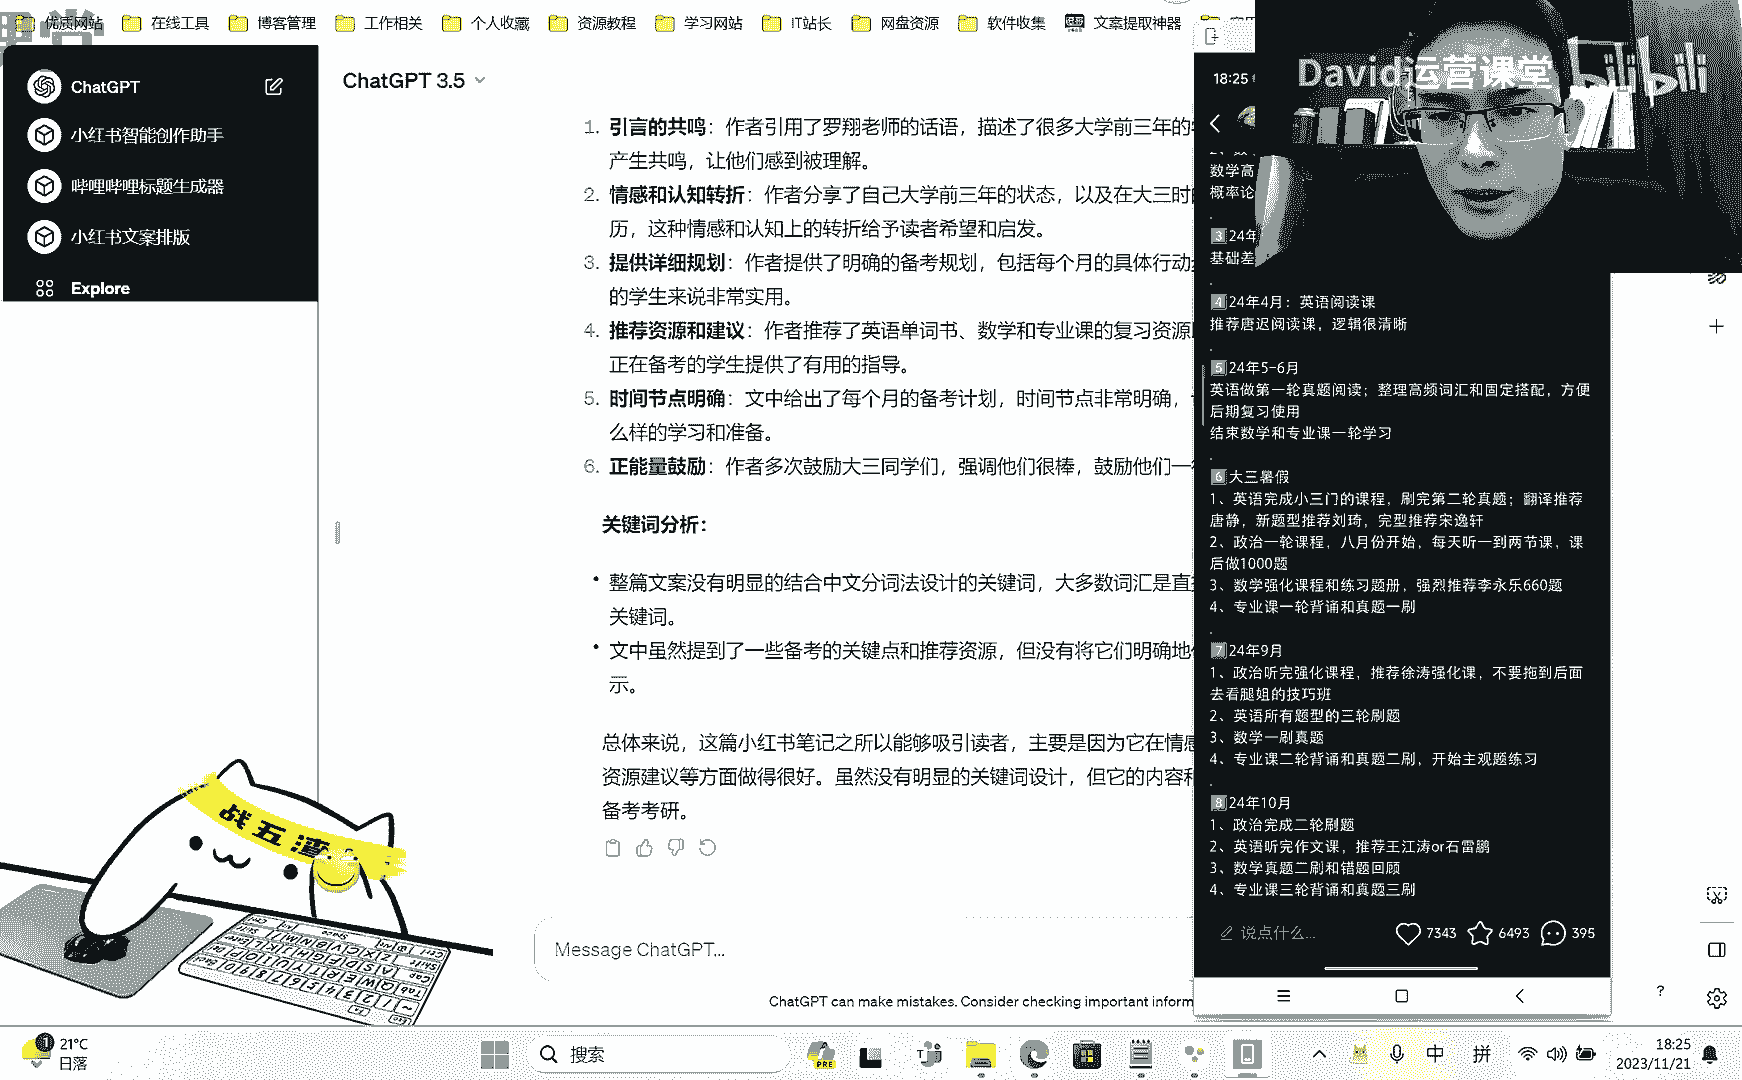 优质网站
在线工具
博客管理
工作相关
个人收藏
资源教程
学习网站
IT站长
网盘资源
软件收集
文案提取神器
ChatGPT
小红书智能创作助手
哔哩哔哩标题生成器
小红书文案排版
Explore
ChatGPT 3.5
1. 引言的共鸣：作者引用了罗翔老师的话语，描述了很多大学前三年的
产生共鸣，让他们感到被理解。
2. 情感和认知转折：作者分享了自己大学前三年的状态，以及在大三时
历，这种情感和认知上的转折给予读者希望和启发。
3. 提供详细规划：作者提供了明确的备考规划，包括每个月的具体行动
的学生来说非常实用。
4. 推荐资源和建议：作者推荐了英语单词书、数学和专业课的复习资源
正在备考的学生提供了有用的指导。
5. 时间节点明确：文中给出了每个月的备考计划，时间节点非常明确，
么样的学习和准备。
6. 正能量鼓励：作者多次鼓励大三同学们，强调他们很棒，鼓励他们一
关键词分析：
• 整篇文案没有明显的结合中文分词法设计的关键词，大多数词汇是直
关键词。
• 文中虽然提到了一些备考的关键点和推荐资源，但没有将它们明确地
示。
总体来说，这篇小红书笔记之所以能够吸引读者，主要是因为它在情感
资源建议等方面做得很好。虽然没有明显的关键词设计，但它的内容和
备考考研。
Message ChatGPT...
ChatGPT can make mistakes. Consider checking important inform
David运营课堂
bilibili
18:25
数学高
概率论
3 24年
基础差
4 24年4月：英语阅读课
推荐唐迟阅读课，逻辑很清晰
.
5 24年5-6月
英语做第一轮真题阅读；整理高频词汇和固定搭配，方便
后期复习使用
结束数学和专业课一轮学习
.
6 大三暑假
1、英语完成小三门的课程，刷完第二轮真题；翻译推荐
唐静，新题型推荐刘琦，完型推荐宋逸轩
2、政治一轮课程，八月份开始，每天听一到两节课，课
后做1000题
3、数学强化课程和练习题册，强烈推荐李永乐660题
4、专业课一轮背诵和真题一刷
.
7 24年9月
1、政治听完强化课程，推荐徐涛强化课，不要拖到后面
去看腿姐的技巧班
2、英语所有题型的三轮刷题
3、数学一刷真题
4、专业课二轮背诵和真题二刷，开始主观题练习
.
8 24年10月
1、政治完成二轮刷题
2、英语听完作文课，推荐王江涛or石雷鹏
3、数学真题二刷和错题回顾
4、专业课三轮背诵和真题三刷
说点什么...
7343
6493
395
战五渣
1
21°C
日落
搜索
PRE
中
拼
18:25
2023/11/21